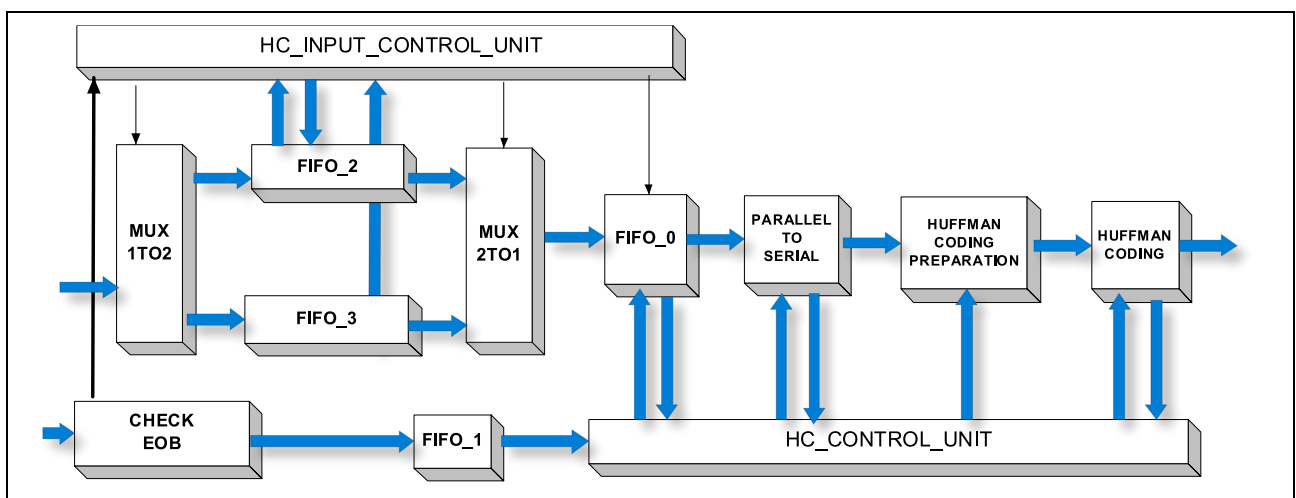 HC_INPUT_CONTROL_UNIT
FIFO_2
MUX
1TO2
MUX
2TO1
FIFO_0
PARALLEL
TO
SERIAL
HUFFMAN
CODING
PREPARATION
HUFFMAN
CODING
FIFO_3
CHECK
EOB
FIFO_1
HC_CONTROL_UNIT